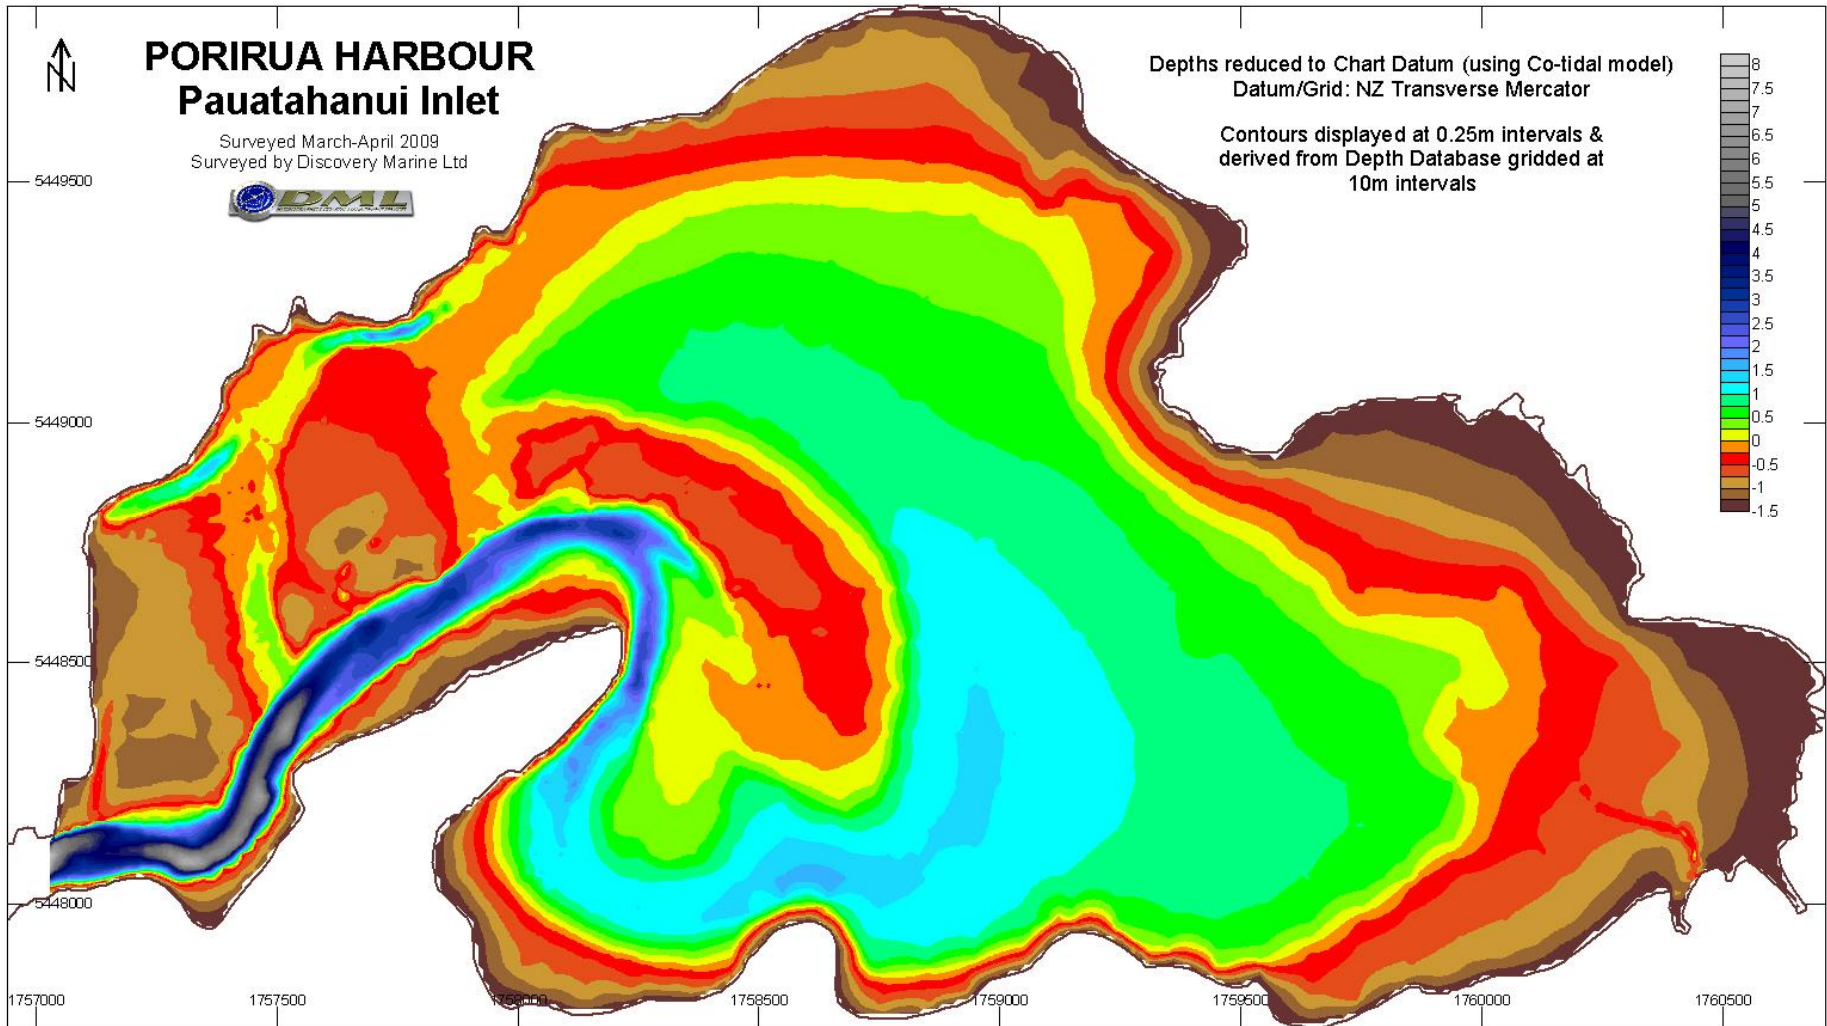 PORIRUA HARBOUR
Pauatahanui Inlet
Surveyed March-April 2009
Surveyed by Discovery Marine Ltd
DML
Depths reduced to Chart Datum (using Co-tidal model)
Datum/Grid: NZ Transverse Mercator
Contours displayed at 0.25m intervals &
derived from Depth Database gridded at
10m intervals
N
8
7.5
7
6.5
6
5.5
5
4.5
4
3.5
3
2.5
2
1.5
1
0.5
0
-0.5
-1
-1.5
5449500
5449000
5448500
5448000
1757000
1757500
1758000
1758500
1759000
1759500
1760000
1760500